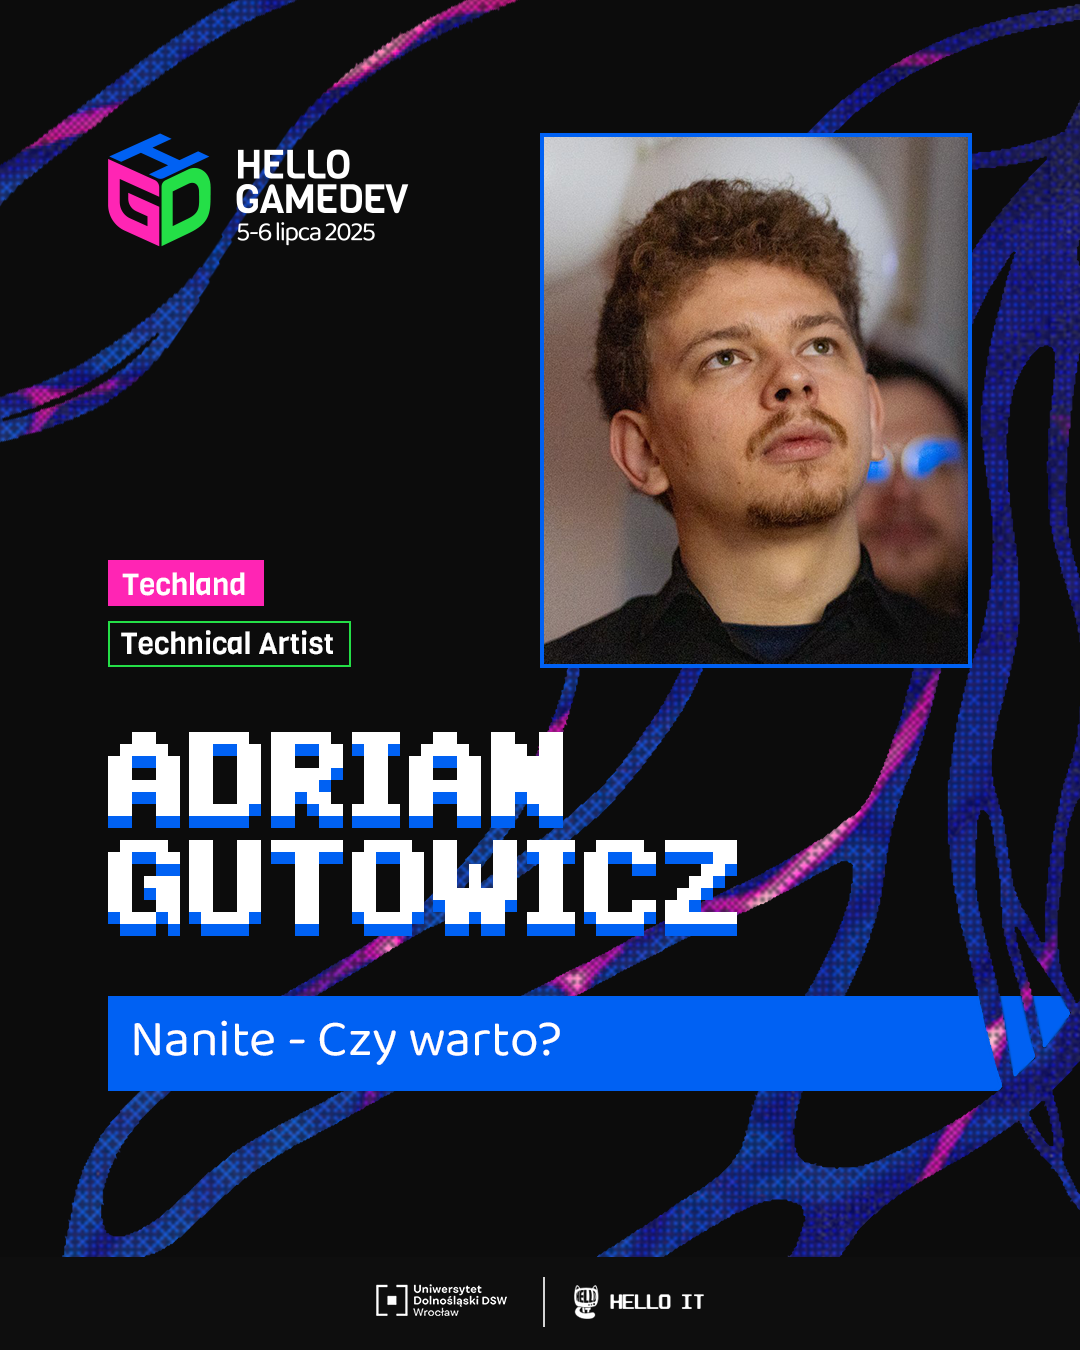 HGD
HELLO
GAMEDEV
5-6 lipca 2025
Techland
Technical Artist
ADRIAN
GUTOWICZ
Nanite - Czy warto?
Uniwersytet
Dolnośląski DSW
Wrocław
HELLO IT